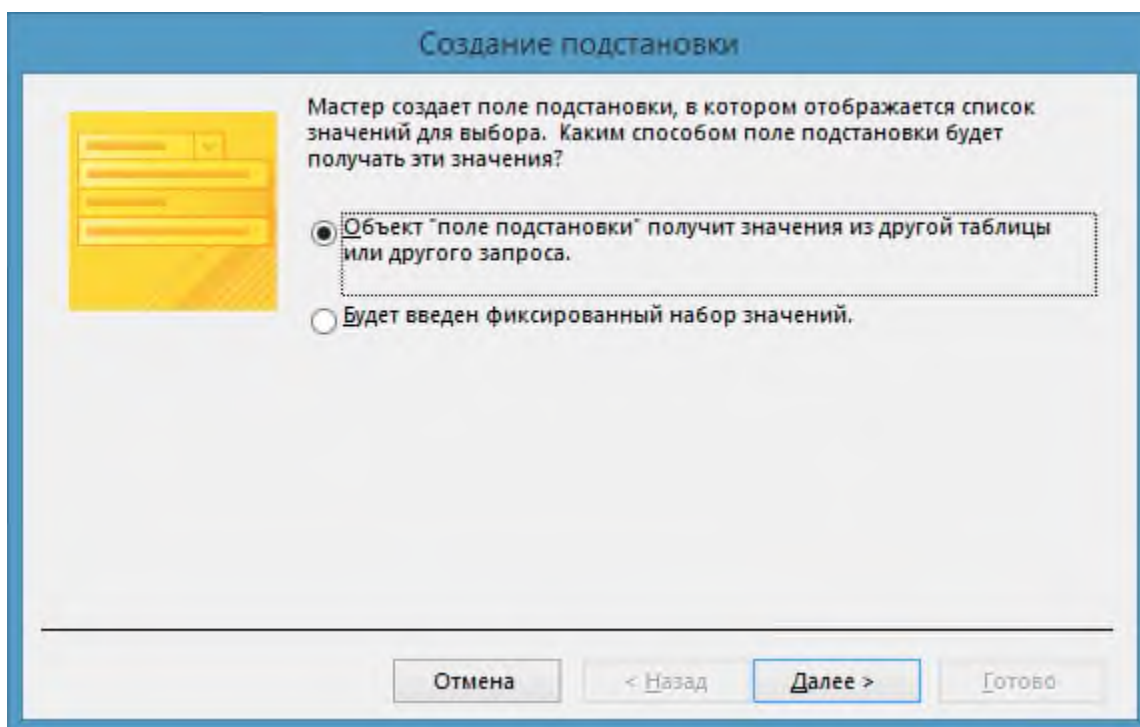 Создание подстановки
Мастер создает поле подстановки, в котором отображается список
значений для выбора. Каким способом поле подстановки будет
получать эти значения?
Объект "поле подстановки" получит значения из другой таблицы
или другого запроса.
Будет введен фиксированный набор значений.
Отмена
< Назад
Далее >
Готово